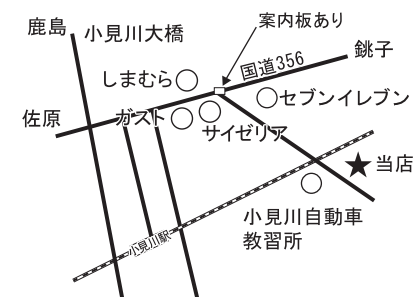 案内板あり
鹿島
小見川大橋
国道356
銚子
しまむら
セブンイレブン
佐原
ガスト
サイゼリア
当店
小見川自動車
教習所
小見川駅